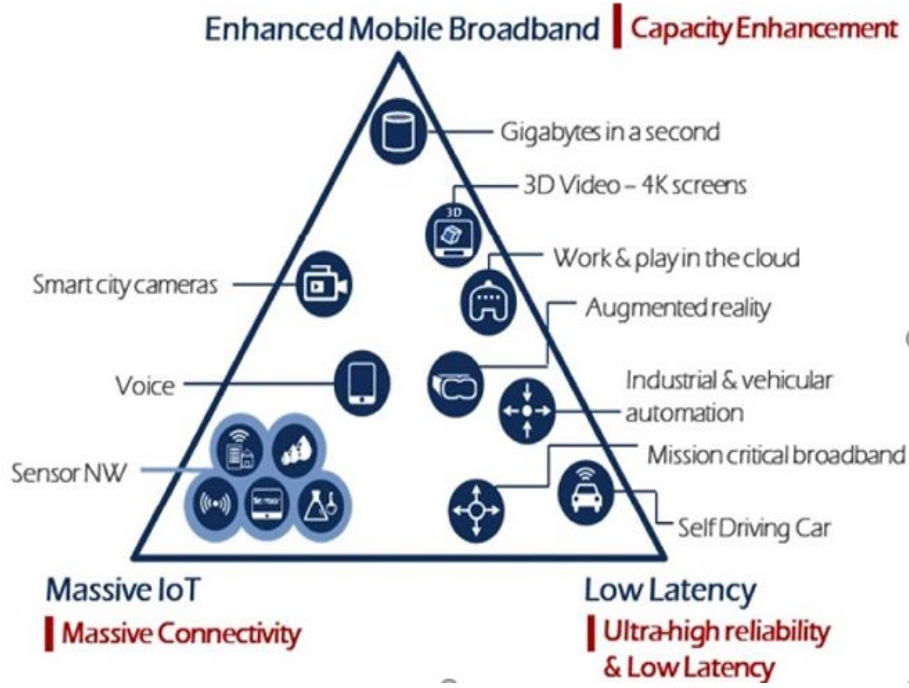 Enhanced Mobile Broadband
Capacity Enhancement
Gigabytes in a second
3D Video – 4K screens
3D
Work & play in the cloud
Smart city cameras
Augmented reality
Voice
Industrial & vehicular
automation
Mission critical broadband
Sensor NW
Sensor
Self Driving Car
Massive IoT
Massive Connectivity
Low Latency
Ultra-high reliability
& Low Latency